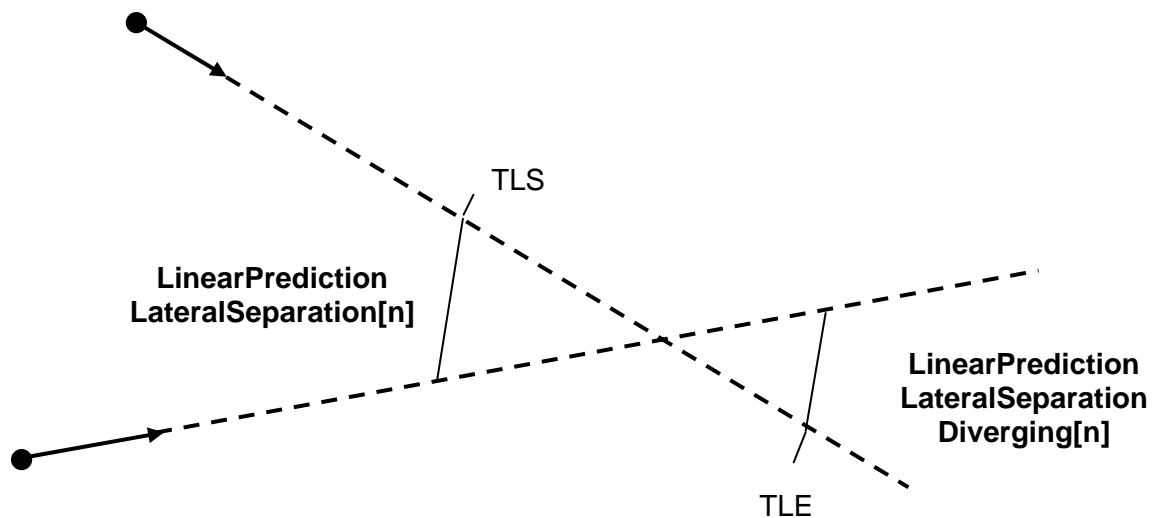 TLS
LinearPrediction
LateralSeparation[n]
LinearPrediction
LateralSeparation
Diverging[n]
TLE